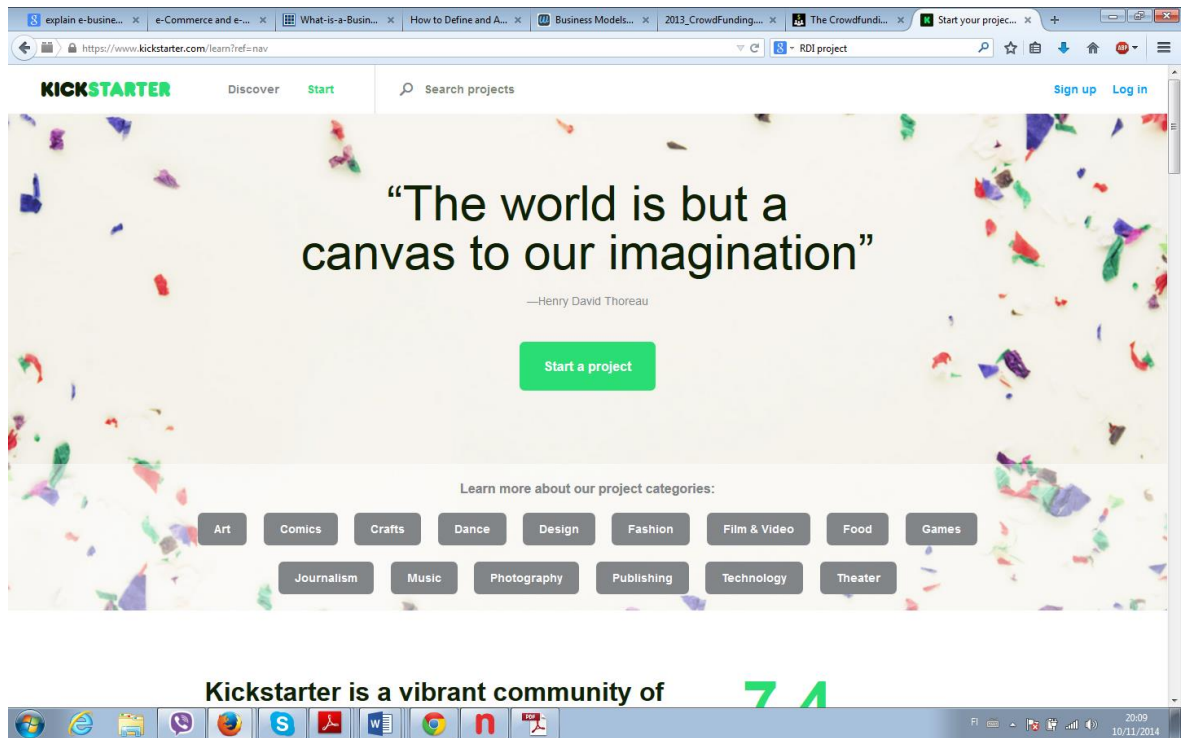 explain e-busine...
e-Commerce and e-...
What-is-a-Busin...
How to Define and A...
Business Models...
2013_CrowdFunding....
The Crowdfundi...
Start your projec...
https://www.kickstarter.com/learn?ref=nav
RDI project
KICKSTARTER
Discover
Start
Search projects
Sign up
Log in
“The world is but a
canvas to our imagination”
—Henry David Thoreau
Start a project
Learn more about our project categories:
Art
Comics
Crafts
Dance
Design
Fashion
Film & Video
Food
Games
Journalism
Music
Photography
Publishing
Technology
Theater
Kickstarter is a vibrant community of
7.4
FI
20:09
10/11/2014